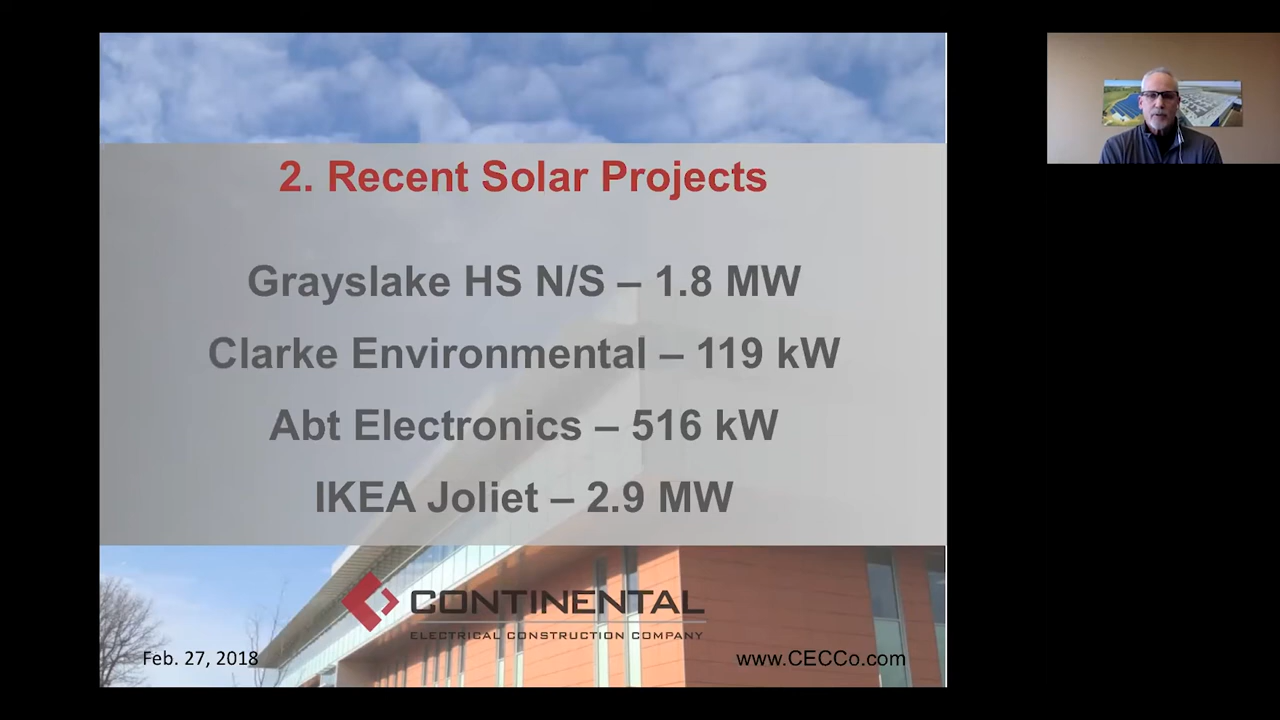 2. Recent Solar Projects
Grayslake HS N/S – 1.8 MW
Clarke Environmental – 119 kW
Abt Electronics – 516 kW
IKEA Joliet – 2.9 MW
CONTINENTAL
ELECTRICAL CONSTRUCTION COMPANY
Feb. 27, 2018
www.CECCo.com